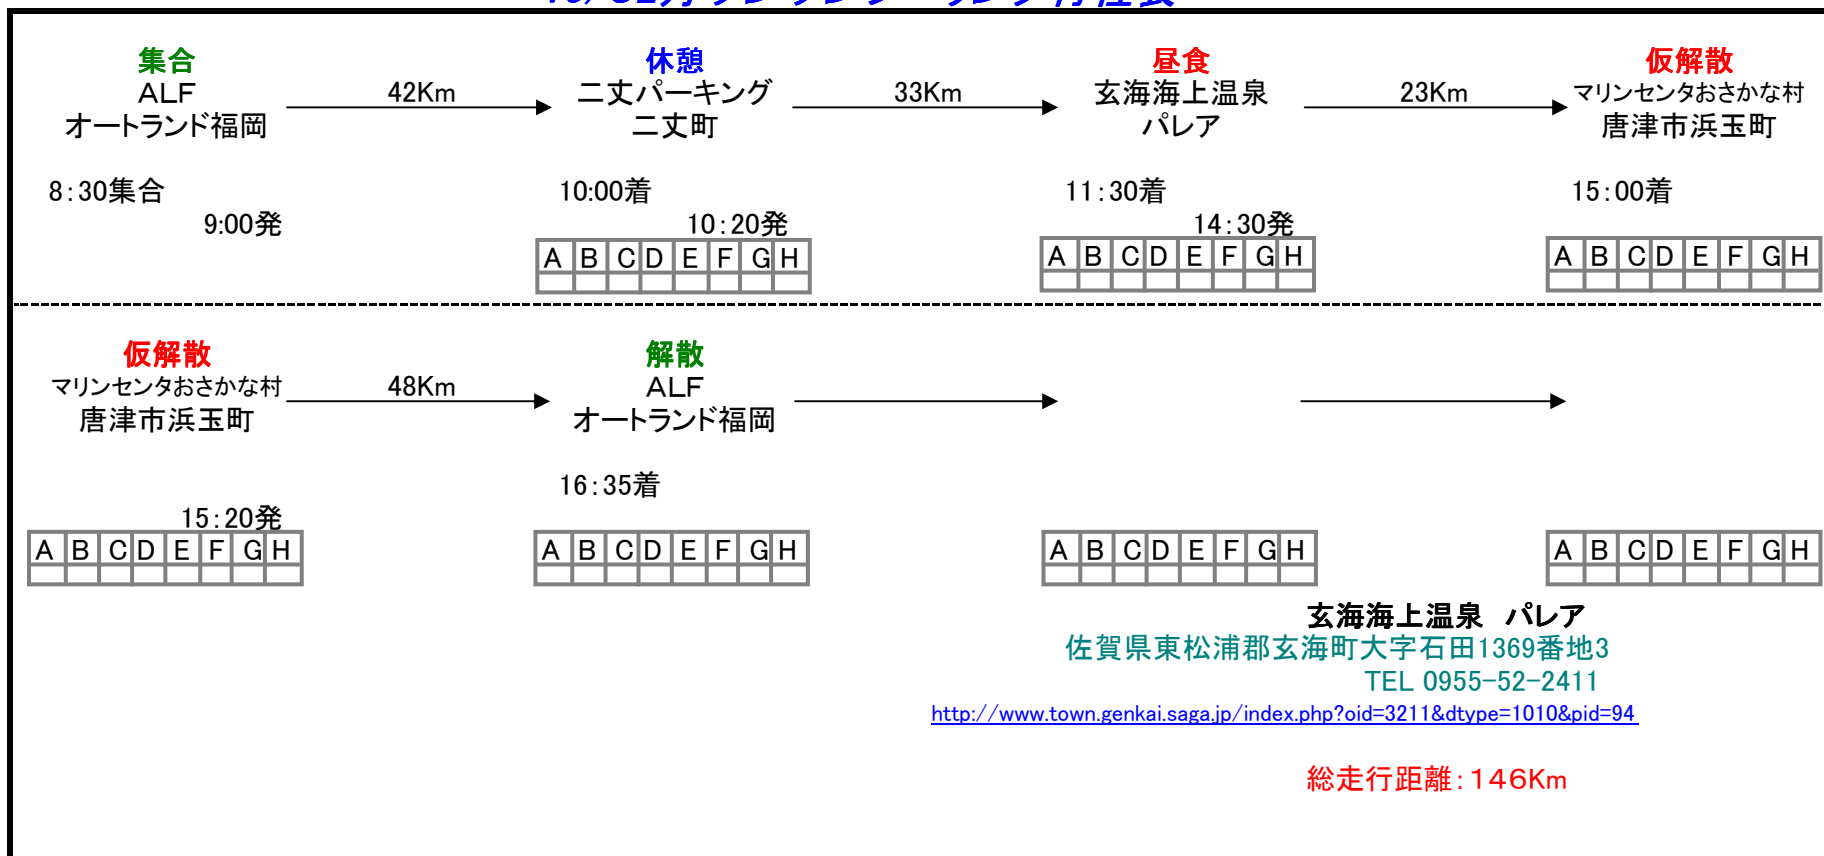 集合
ALF
オートランド福岡
42Km
休憩
二丈パーキング
二丈町
33Km
昼食
玄海海上温泉
パレア
23Km
仮解散
マリンセンタおさかな村
唐津市浜玉町
8:30集合
9:00発
10:00着
10:20発
11:30着
14:30発
15:00着
A B C D E F G H
A B C D E F G H
A B C D E F G H
仮解散
マリンセンタおさかな村
唐津市浜玉町
48Km
解散
ALF
オートランド福岡
15:20発
16:35着
A B C D E F G H
A B C D E F G H
A B C D E F G H
A B C D E F G H
玄海海上温泉 パレア
佐賀県東松浦郡玄海町大字石田1369番地3
TEL 0955-52-2411
http://www.town.genkai.saga.jp/index.php?oid=3211&dtype=1010&pid=94
総走行距離:146Km